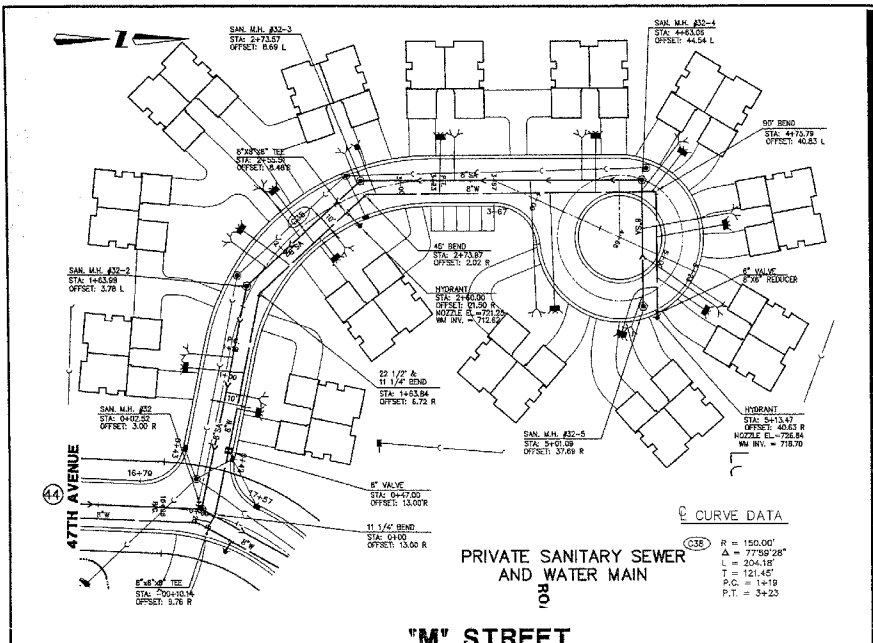 SAN. M.H. #32-3
STA: 2+73.57
OFFSET: 8.69 L
SAN. M.H. #32-4
STA: 4+63.05
OFFSET: 44.54 L
Z
90° BEND
STA: 4+75.79
OFFSET: 40.83 L
8"X8"X6" TEE
STA: 2+55.51
8"SA
8"W
P.T.
3+67
45° BEND
STA: 2+73.87
OFFSET: 2.02 R
SAN. M.H. #32-2
STA: 1+63.99
OFFSET: 3.78 L
6" VALVE
8"X6" REDUCER
HYDRANT
STA: 2+60.00
OFFSET: 21.50 R
NOZZLE EL.=721.25
WM INV. = 712.62
22 1/2° &
11 1/4° BEND
STA: 1+63.84
OFFSET: 6.72 R
SAN. M.H. #32
STA: 0+02.52
OFFSET: 3.00 R
HYDRANT
STA: 5+13.47
OFFSET: 40.63 R
NOZZLE EL=726.84
WM INV. = 718.70
SAN. M.H. #32-5
STA: 5+01.09
OFFSET: 37.69 R
16+79
17+57
44
47TH AVENUE
8" VALVE
STA: 0+47.00
OFFSET: 13.00'R
11 1/4° BEND
STA: 0+00
OFFSET: 13.00 R
8"W
8"W
8"x8"x8" TEE
STA: -00+10.14
OFFSET: 9.76 R
PRIVATE SANITARY SEWER
AND WATER MAIN
RO
℄ CURVE DATA
C38
R = 150.00'
Δ = 77°59'28"
L = 204.18'
T = 121.45'
P.C. = 1+19
P.T. = 3+23
"M" STREET